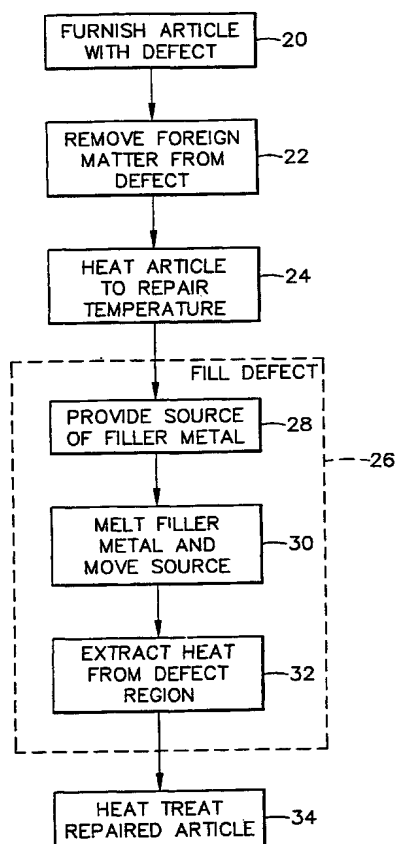 FURNISH ARTICLE
WITH DEFECT
20
REMOVE FOREIGN
MATTER FROM
DEFECT
22
HEAT ARTICLE
TO REPAIR
TEMPERATURE
24
FILL DEFECT
26
PROVIDE SOURCE
OF FILLER METAL
28
MELT FILLER
METAL AND
MOVE SOURCE
30
EXTRACT HEAT
FROM DEFECT
REGION
32
HEAT TREAT
REPAIRED ARTICLE
34